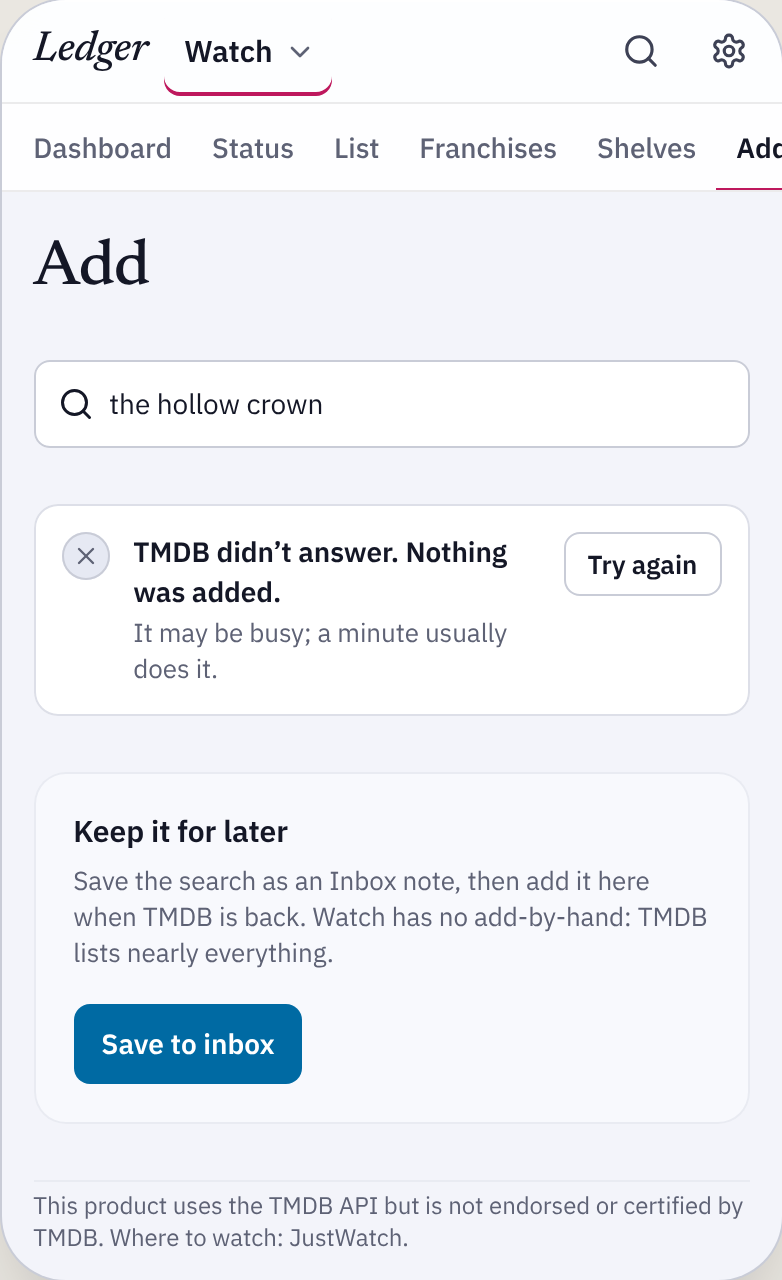 Ledger Watch
Dashboard Status List Franchises Shelves Add
Add
the hollow crown
TMDB didn’t answer. Nothing
was added.
Try again
It may be busy; a minute usually
does it.
Keep it for later
Save the search as an Inbox note, then add it here
when TMDB is back. Watch has no add-by-hand: TMDB
lists nearly everything.
Save to inbox
This product uses the TMDB API but is not endorsed or certified by
TMDB. Where to watch: JustWatch.